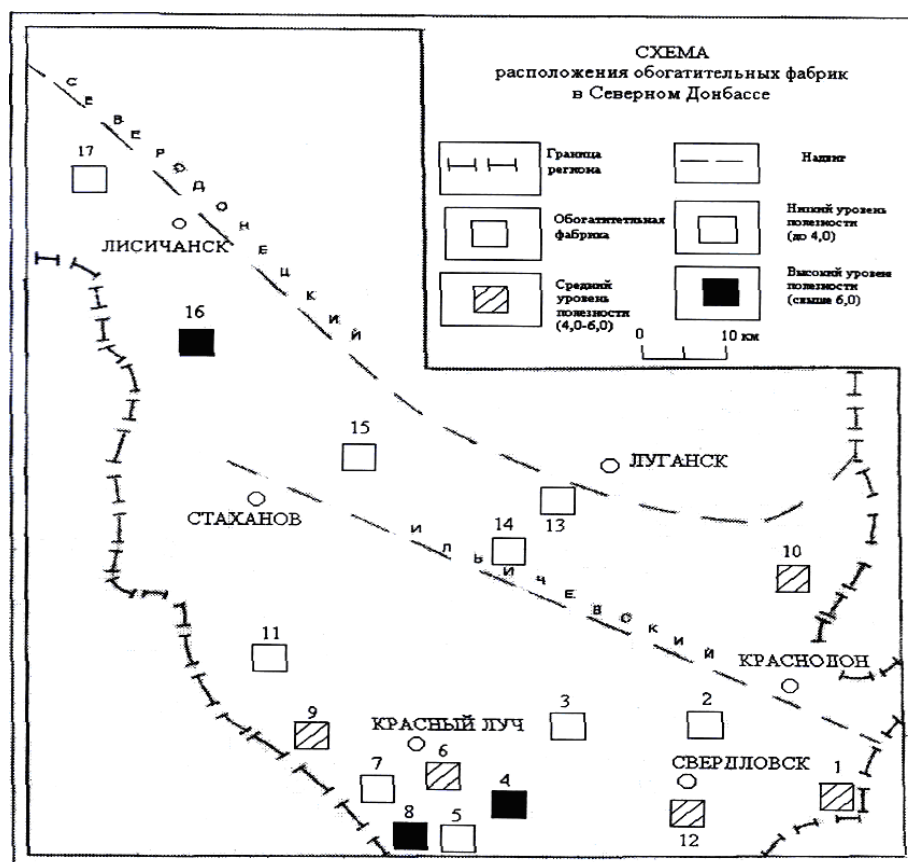 СХЕМА
расположения обогатительных фабрик
в Северном Донбассе
Граница
региона
Надвиг
Обогатительная
фабрика
Низкий уровень
полезности
(до 4,0)
Средний
уровень
полезности
(4,0-6,0)
Высокий уровень
полезности
(свыше 6,0)
0 10 км
СЕВЕРОДОНЕЦКИЙ
17
ЛИСИЧАНСК
16
15
ЛУГАНСК
СТАХАНОВ
13
14
ИЛЬИЧЕВОКИЙ
10
11
КРАСНОДОН
3
2
9
КРАСНЫЙ ЛУЧ
6
СВЕРДЛОВСК
7
4
1
8
5
12